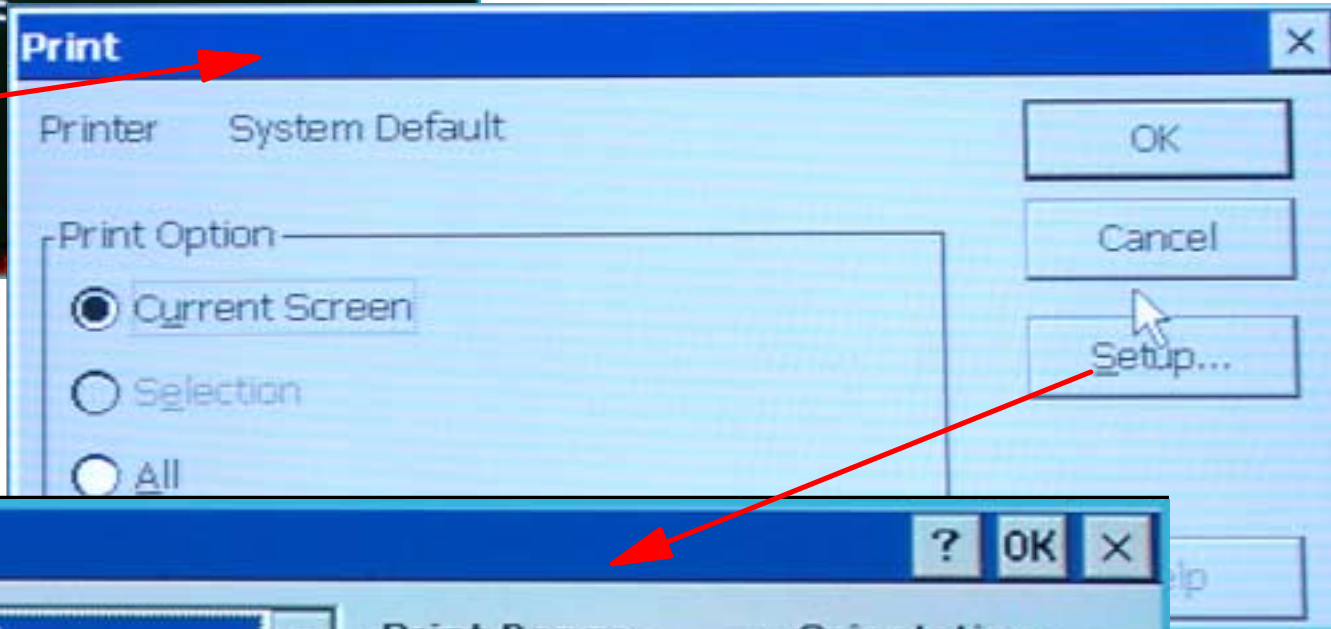 Print
Printer System Default
OK
Print Option
Cancel
Current Screen
Setup...
Selection
All
? OK